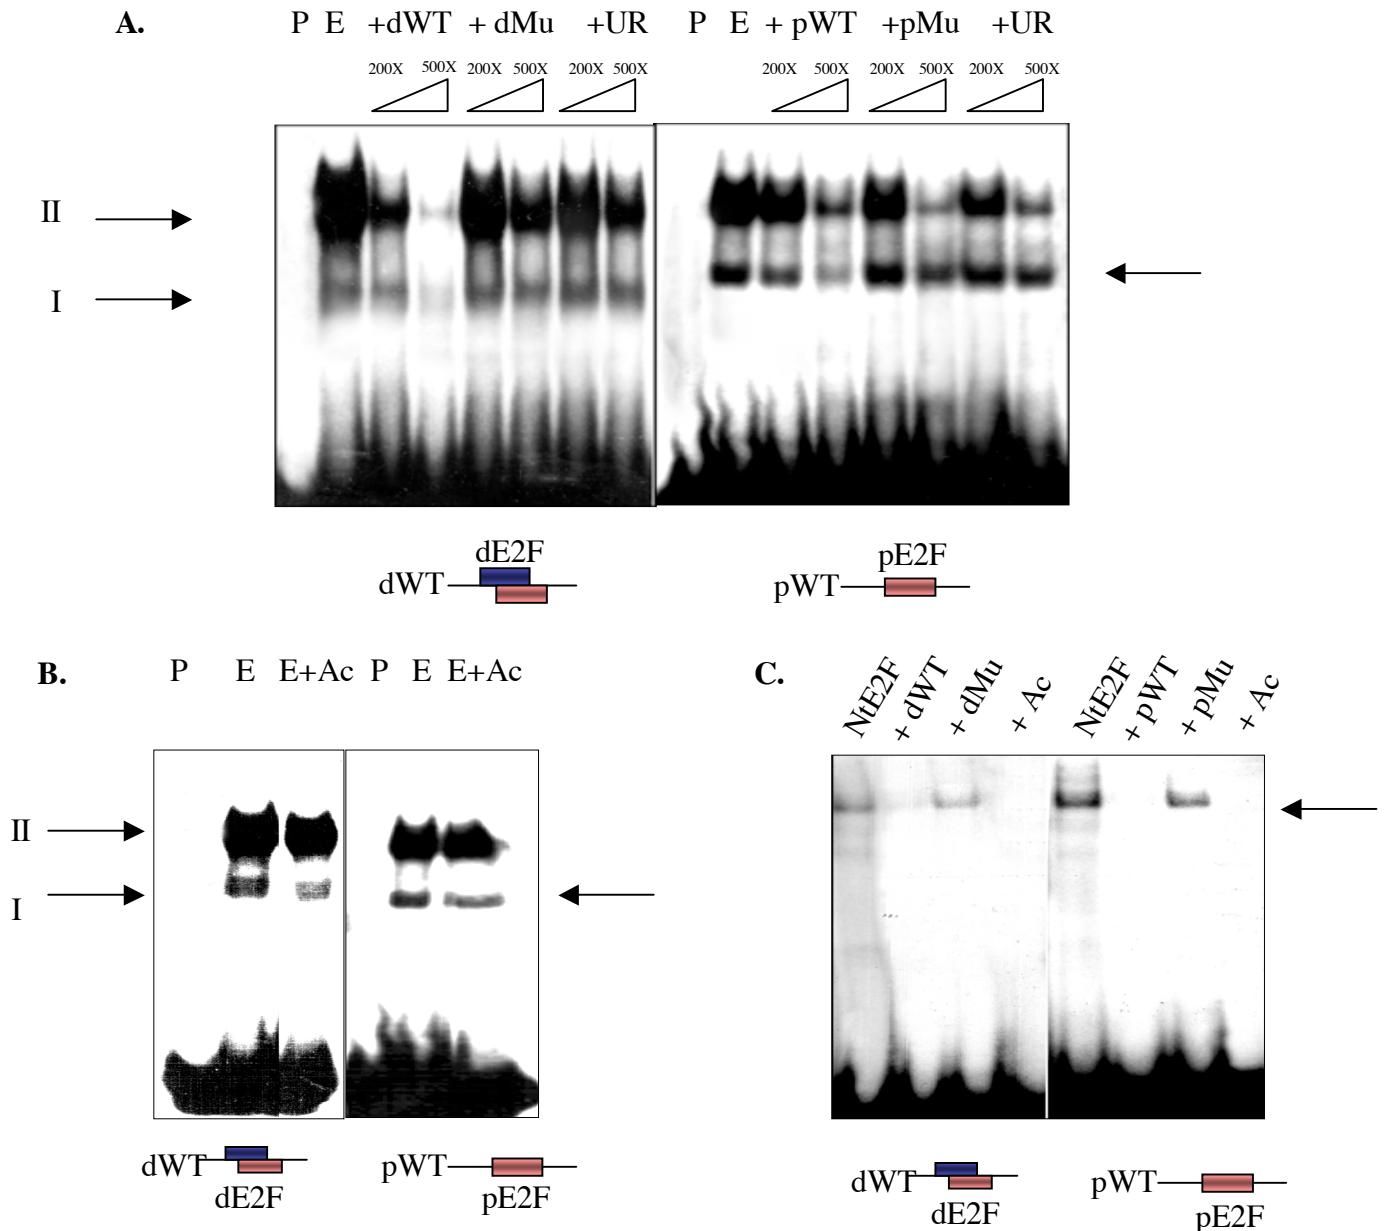 A. P E +dWT + dMu +UR P E + pWT +pMu +UR
200X 500X 200X 500X 200X 500X 200X 500X 200X 500X 200X 500X
II
I
dE2F pE2F
dWT pWT
B. P E E+Ac P E E+Ac
C. NtE2F + dWT + dMu + Ac NtE2F + pWT + pMu + Ac
II
I
dWT pWT dWT pWT
dE2F pE2F dE2F pE2F